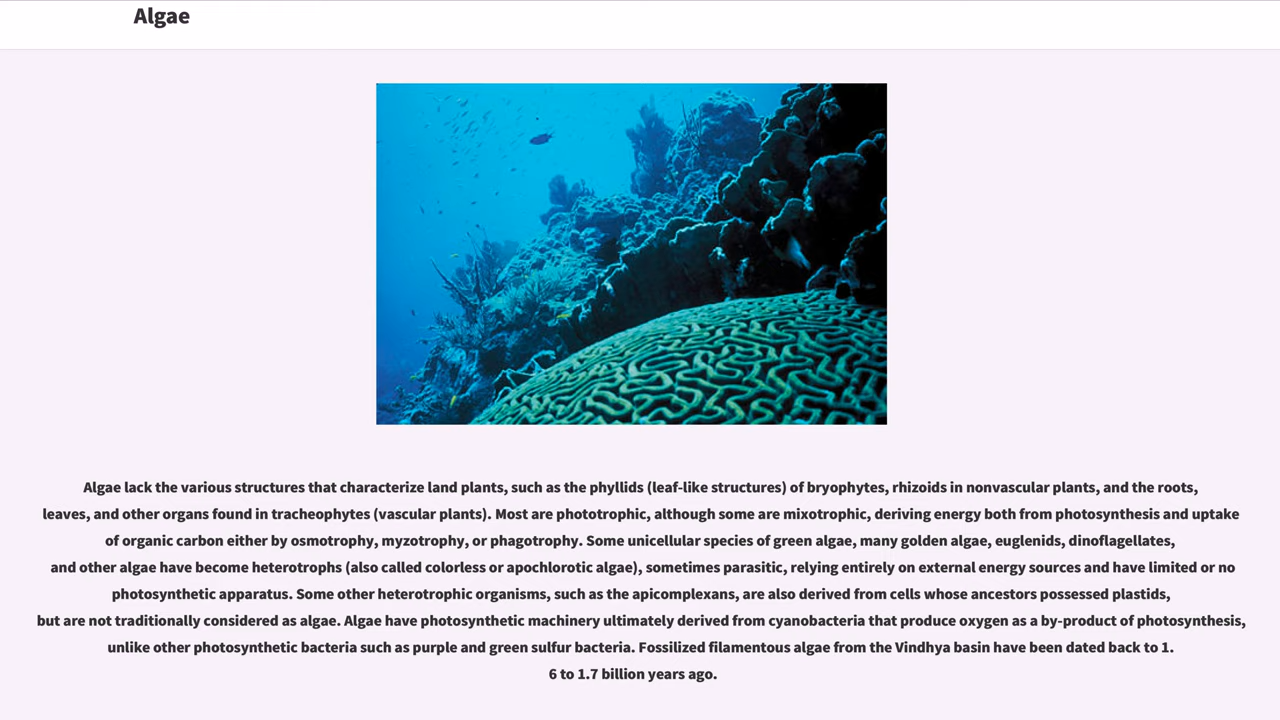 Algae
Algae lack the various structures that characterize land plants, such as the phyllids (leaf-like structures) of bryophytes, rhizoids in nonvascular plants, and the roots,
leaves, and other organs found in tracheophytes (vascular plants). Most are phototrophic, although some are mixotrophic, deriving energy both from photosynthesis and uptake
of organic carbon either by osmotrophy, myzotrophy, or phagotrophy. Some unicellular species of green algae, many golden algae, euglenids, dinoflagellates,
and other algae have become heterotrophs (also called colorless or apochlorotic algae), sometimes parasitic, relying entirely on external energy sources and have limited or no
photosynthetic apparatus. Some other heterotrophic organisms, such as the apicomplexans, are also derived from cells whose ancestors possessed plastids,
but are not traditionally considered as algae. Algae have photosynthetic machinery ultimately derived from cyanobacteria that produce oxygen as a by-product of photosynthesis,
unlike other photosynthetic bacteria such as purple and green sulfur bacteria. Fossilized filamentous algae from the Vindhya basin have been dated back to 1.
6 to 1.7 billion years ago.